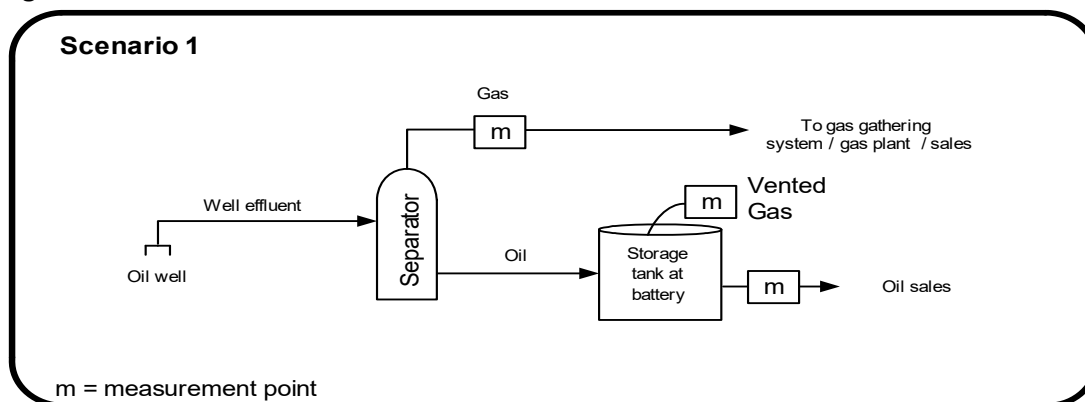 Scenario 1
Gas
m
To gas gathering
system / gas plant / sales
Well effluent
Separator
m
Vented
Gas
Oil well
Oil
Storage
tank at
battery
m
Oil sales
m = measurement point